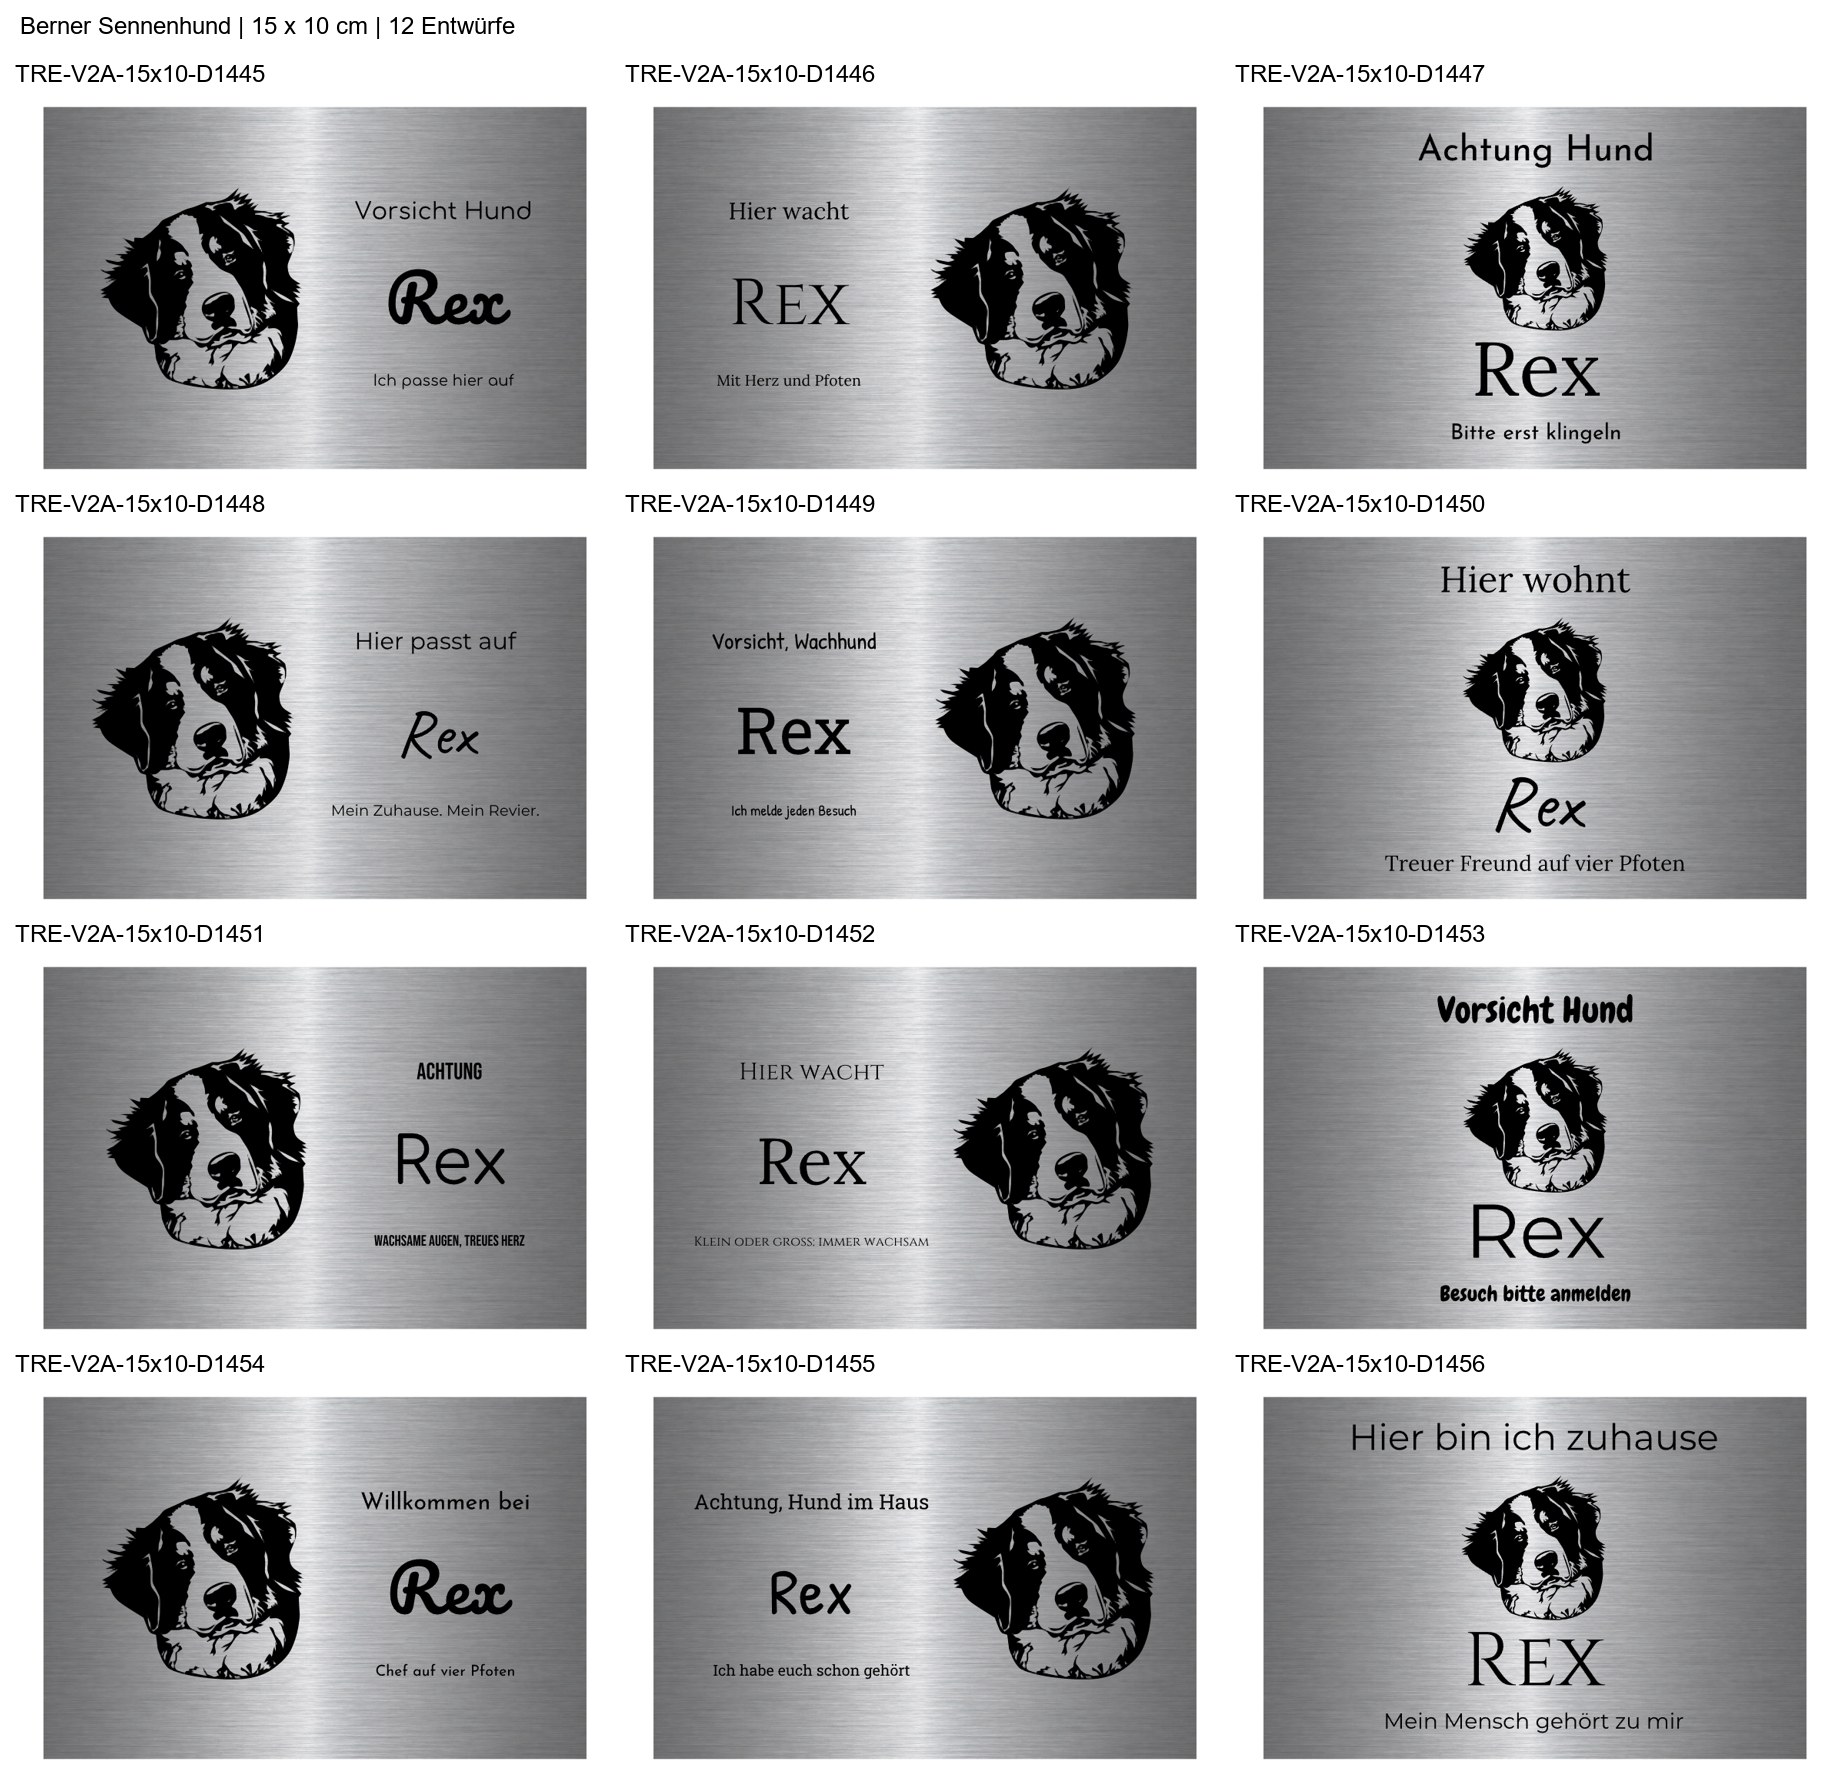 Berner Sennenhund | 15 x 10 cm | 12 Entwürfe
TRE-V2A-15x10-D1445
Vorsicht Hund
Rex
Ich passe hier auf
TRE-V2A-15x10-D1446
Hier wacht
REX
Mit Herz und Pfoten
TRE-V2A-15x10-D1447
Achtung Hund
Rex
Bitte erst klingeln
TRE-V2A-15x10-D1448
Hier passt auf
Rex
Mein Zuhause. Mein Revier.
TRE-V2A-15x10-D1449
Vorsicht, Wachhund
Rex
Ich melde jeden Besuch
TRE-V2A-15x10-D1450
Hier wohnt
Rex
Treuer Freund auf vier Pfoten
TRE-V2A-15x10-D1451
ACHTUNG
Rex
WACHSAME AUGEN, TREUES HERZ
TRE-V2A-15x10-D1452
HIER WACHT
Rex
KLEIN ODER GROSS: IMMER WACHSAM
TRE-V2A-15x10-D1453
Vorsicht Hund
Rex
Besuch bitte anmelden
TRE-V2A-15x10-D1454
Willkommen bei
Rex
Chef auf vier Pfoten
TRE-V2A-15x10-D1455
Achtung, Hund im Haus
Rex
Ich habe euch schon gehört
TRE-V2A-15x10-D1456
Hier bin ich zuhause
REX
Mein Mensch gehört zu mir